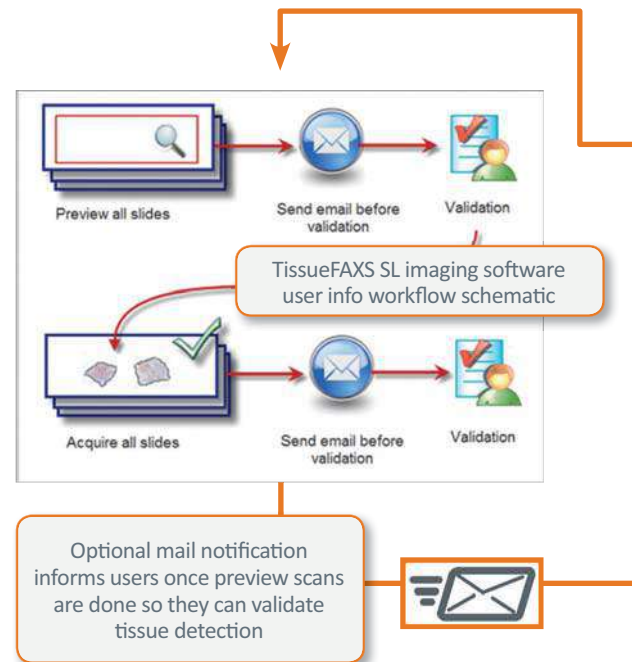 Preview all slides
Send email before
validation
Validation
TissueFAXS SL imaging software
user info workflow schematic
Acquire all slides
Send email before
validation
Validation
Optional mail notification
informs users once preview scans
are done so they can validate
tissue detection